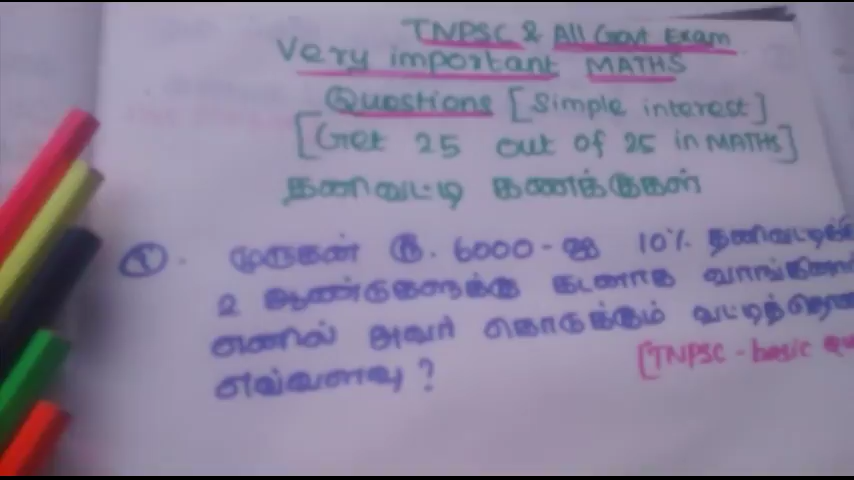 TNPSC & All Govt Exam
Very important MATHS
Questions [Simple interest]
[Get 25 out of 25 in MATHS]
தனிவட்டி கணக்குகள்
1. முருகன் ரூ. 6000-ஐ 10% தனிவட்டிக்கு
2 ஆண்டுகளுக்கு கடனாக வாங்கினார்
எனில் அவர் கொடுக்கும் வட்டித்தொ
எவ்வளவு?
[TNPSC - basic qu